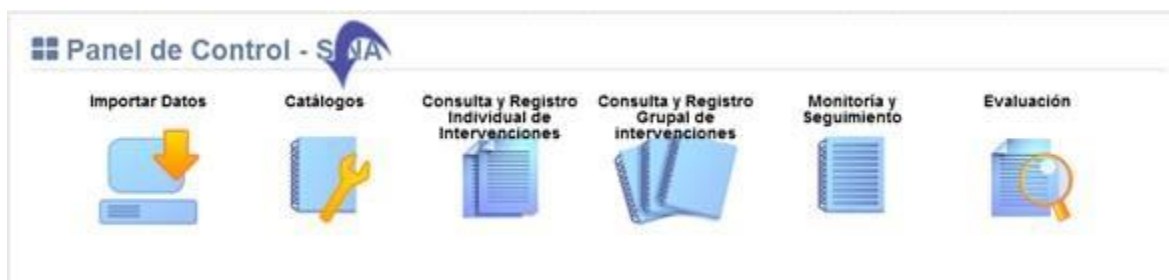 Panel de Control - SINA
Importar Datos
Catálogos
Consulta y Registro
Individual de
Intervenciones
Consulta y Registro
Grupal de
intervenciones
Monitoría y
Seguimiento
Evaluación